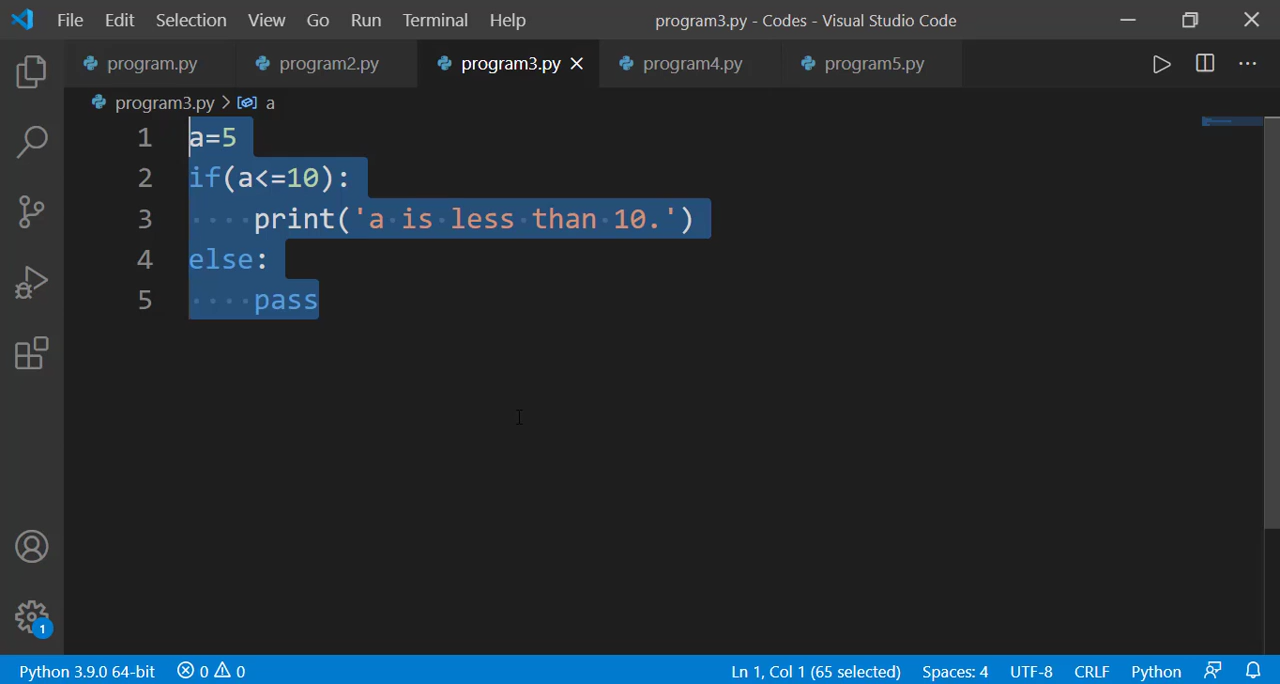 File Edit Selection View Go Run Terminal Help program3.py - Codes - Visual Studio Code
program.py program2.py program3.py program4.py program5.py
program3.py a
1 a=5
2 if(a<=10):
3     print('a is less than 10.')
4 else:
5     pass
1
Python 3.9.0 64-bit 0 0 Ln 1, Col 1 (65 selected) Spaces: 4 UTF-8 CRLF Python